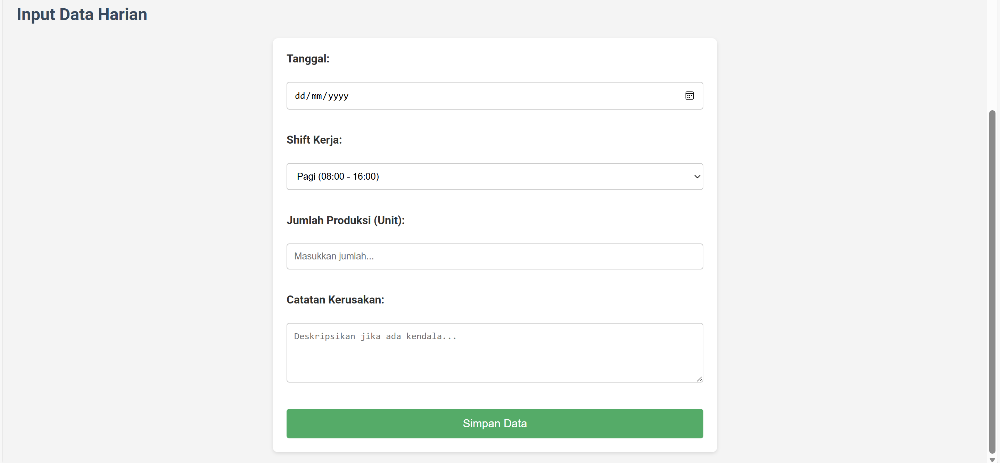 Input Data Harian
Tanggal:
dd/mm/yyyy
Shift Kerja:
Pagi (08:00 - 16:00)
Jumlah Produksi (Unit):
Masukkan jumlah...
Catatan Kerusakan:
Deskripsikan jika ada kendala...
Simpan Data